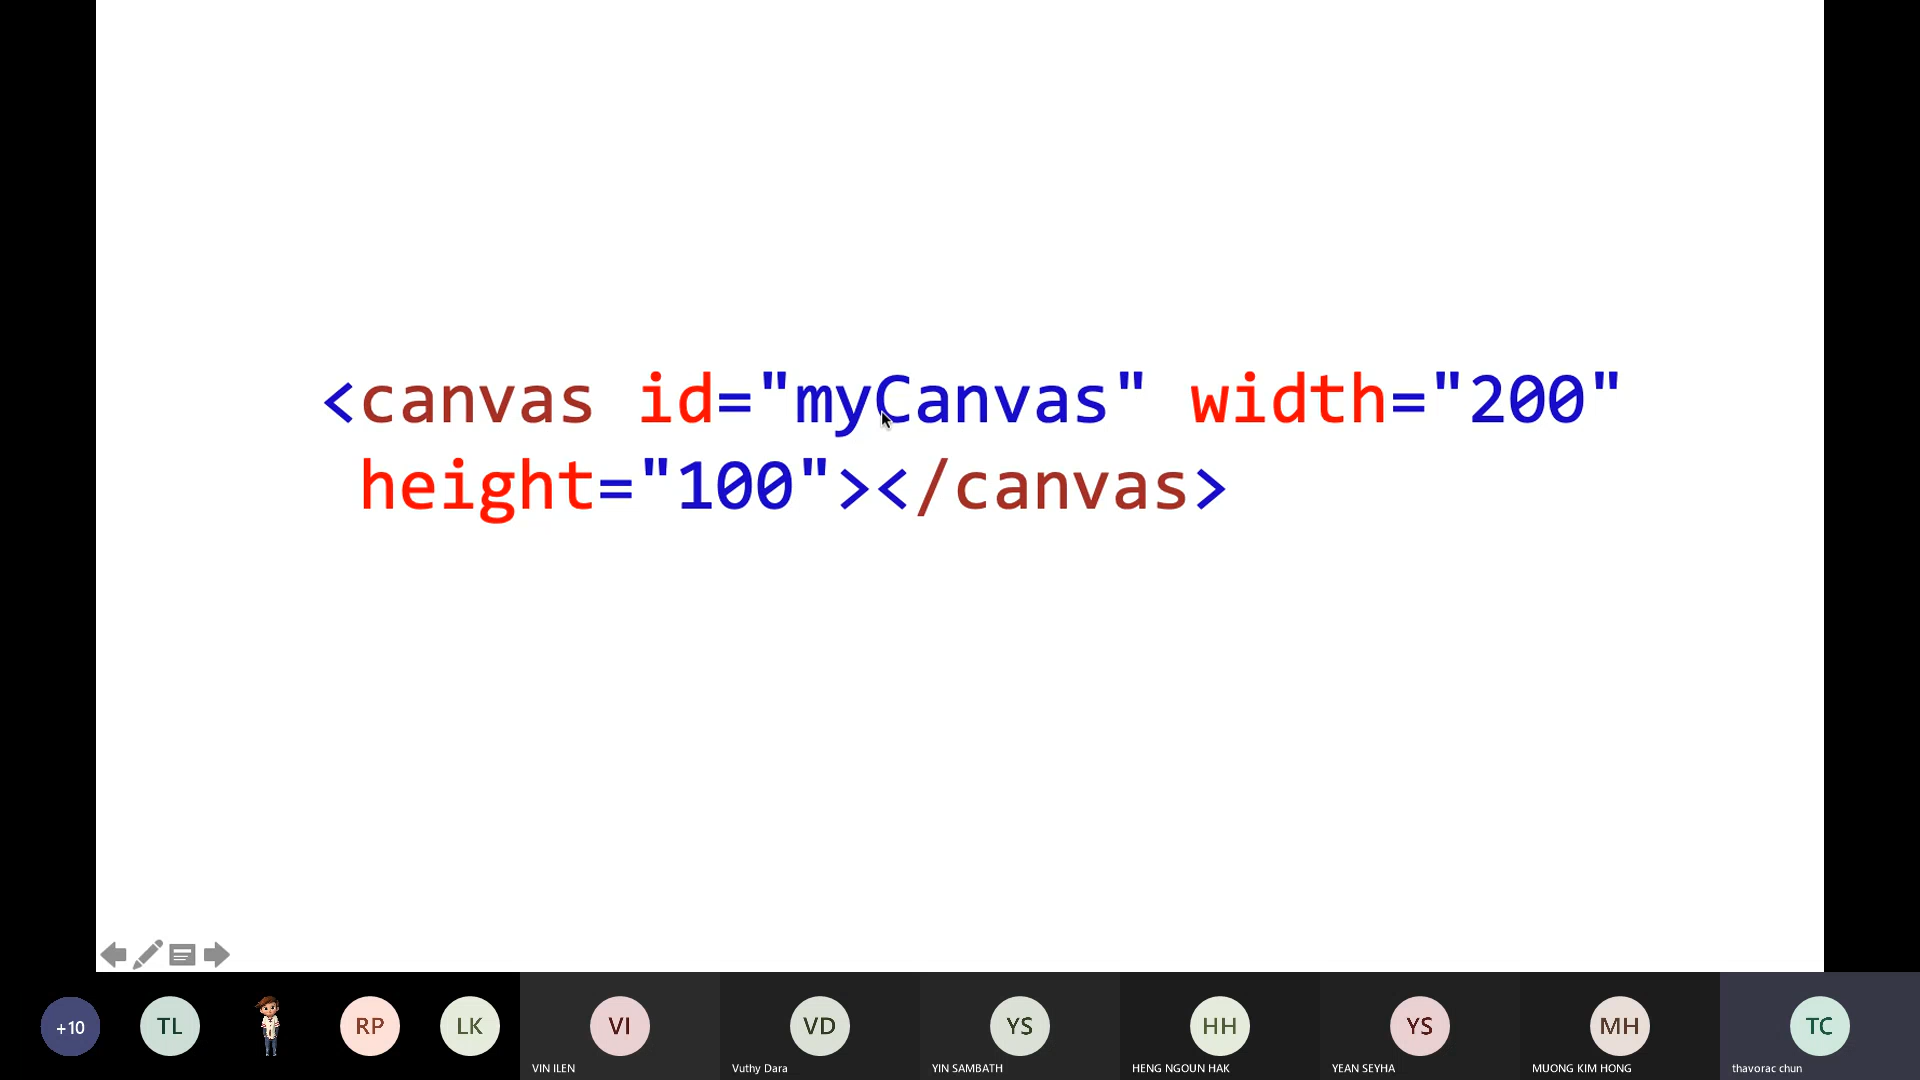 <canvas id="myCanvas" width="200"
height="100"></canvas>
+10
TL
RP
LK
VI
VD
YS
HH
YS
MH
TC
VIN ILEN
Vuthy Dara
YIN SAMBATH
HENG NGOUN HAK
YEAN SEYHA
MUONG KIM HONG
thavorac chun